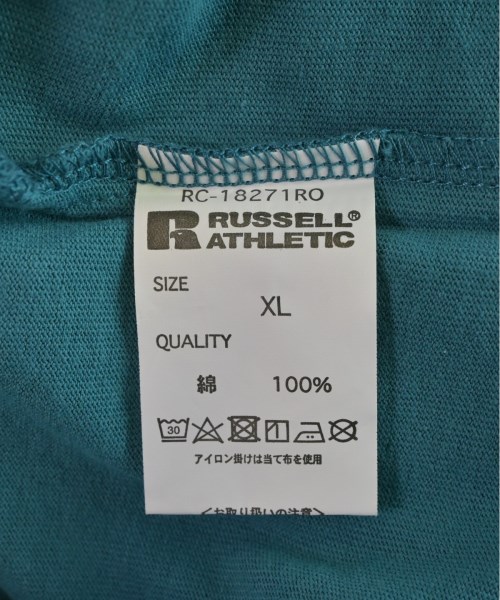 RC-18271RO
RUSSELL®
ATHLETIC
SIZE
XL
QUALITY
綿 100%
30
アイロン掛けは当て布を使用
<お取り扱いの注意>